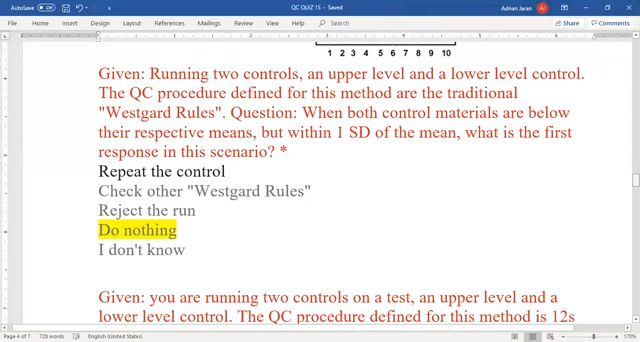 AutoSave Off
QC QUIZ 15 - Saved
Adnan Jaran AJ
File Home Insert Draw Design Layout References Mailings Review View Help
Share Comments
1 2 3 4 5 6 7 8 9 10
Given: Running two controls, an upper level and a lower level control.
The QC procedure defined for this method are the traditional
"Westgard Rules". Question: When both control materials are below
their respective means, but within 1 SD of the mean, what is the first
response in this scenario? *
Repeat the control
Check other "Westgard Rules"
Reject the run
Do nothing
I don't know
Given: you are running two controls on a test, an upper level and a
lower level control. The QC procedure defined for this method is 12s
Page 4 of 7 728 words English (United States) 170%